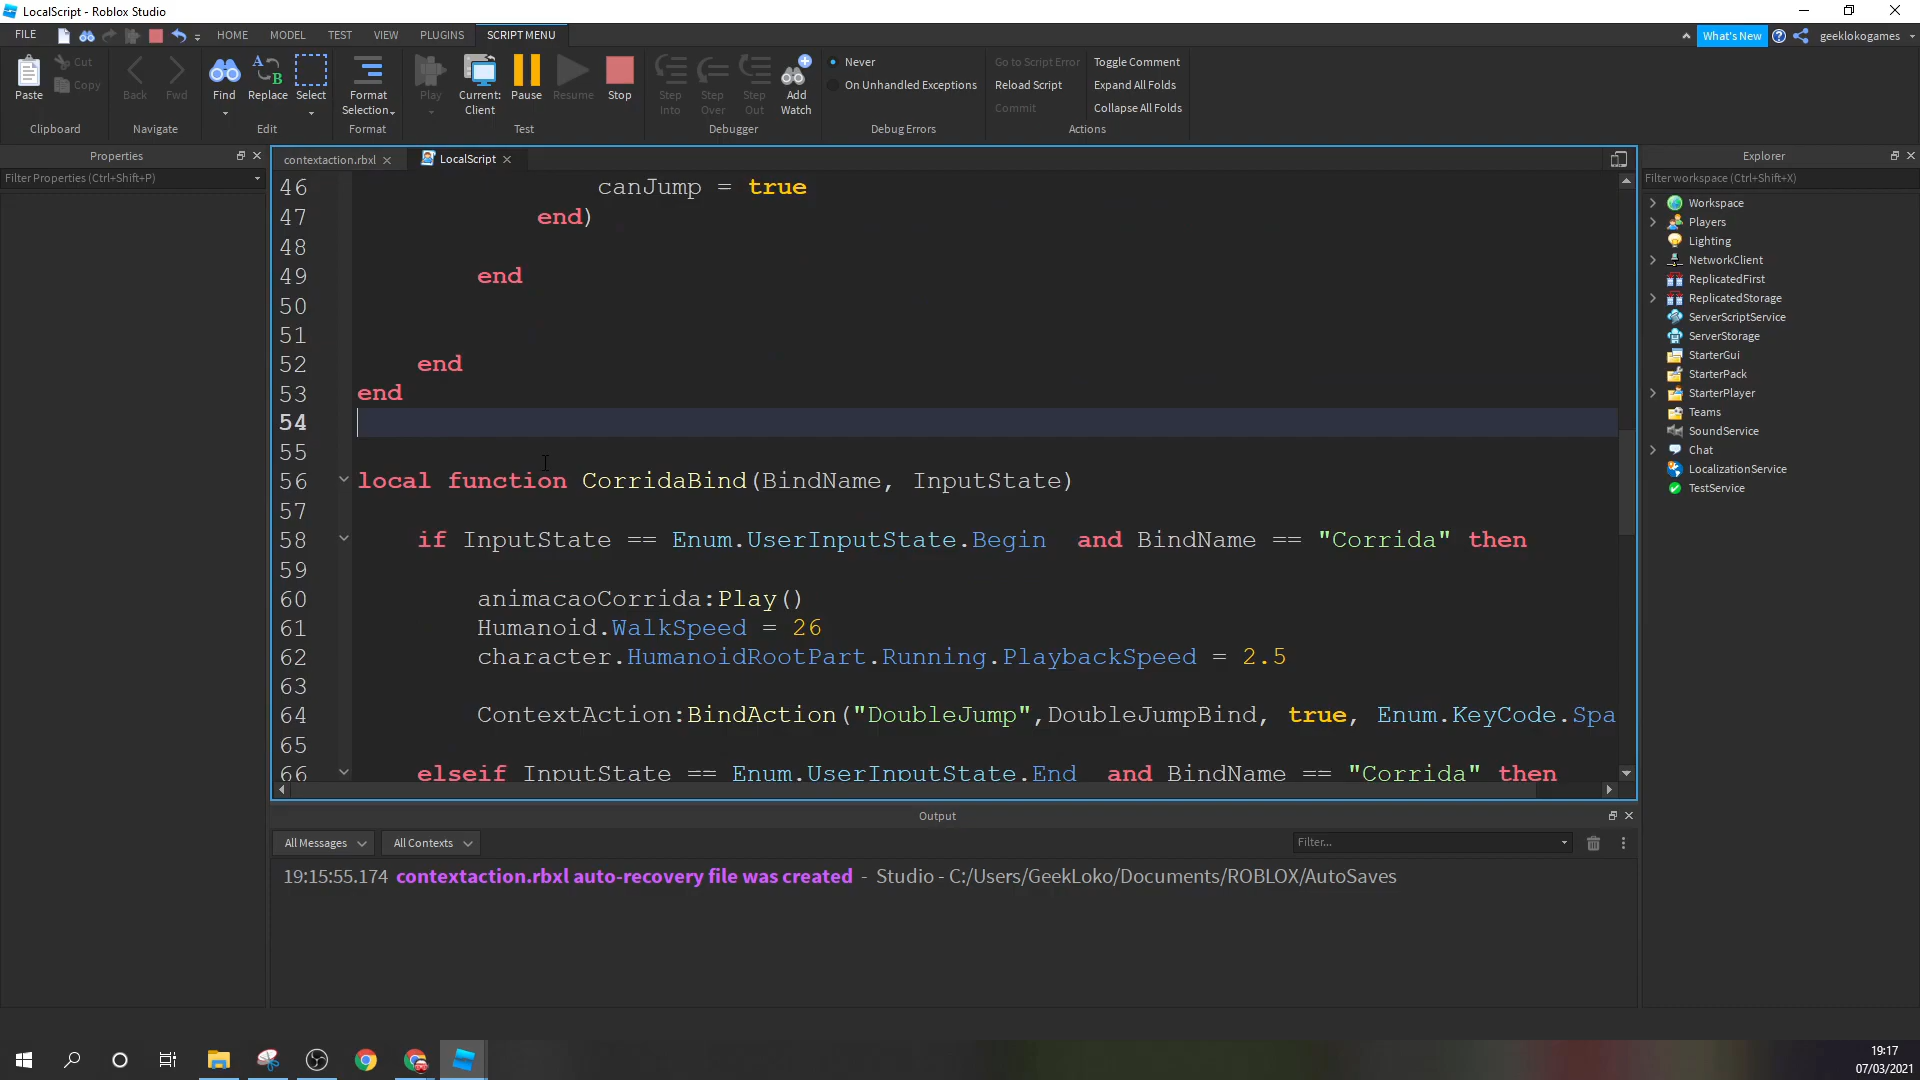 LocalScript - Roblox Studio
FILE HOME MODEL TEST VIEW PLUGINS SCRIPT MENU What's New geeklokogames
Paste Cut Copy Back Fwd Find Replace Select Format Selection Play Current: Client Pause Resume Stop Step Into Step Over Step Out Add Watch
Never
On Unhandled Exceptions
Go to Script Error
Reload Script
Commit
Toggle Comment
Expand All Folds
Collapse All Folds
Clipboard Navigate Edit Format Test Debugger Debug Errors Actions
Properties
Filter Properties (Ctrl+Shift+P)
contextaction.rbxl LocalScript
46 canJump = true
47 end)
48
49 end
50
51
52 end
53 end
54
55
56 local function CorridaBind(BindName, InputState)
57
58 if InputState == Enum.UserInputState.Begin  and BindName == "Corrida" then
59
60 animacaoCorrida:Play()
61 Humanoid.WalkSpeed = 26
62 character.HumanoidRootPart.Running.PlaybackSpeed = 2.5
63
64 ContextAction:BindAction("DoubleJump",DoubleJumpBind, true, Enum.KeyCode.Spa
65
66 elseif InputState == Enum.UserInputState.End  and BindName == "Corrida" then
Output
All Messages All Contexts Filter...
19:15:55.174 contextaction.rbxl auto-recovery file was created - Studio - C:/Users/GeekLoko/Documents/ROBLOX/AutoSaves
Explorer
Filter workspace (Ctrl+Shift+X)
Workspace
Players
Lighting
NetworkClient
ReplicatedFirst
ReplicatedStorage
ServerScriptService
ServerStorage
StarterGui
StarterPack
StarterPlayer
Teams
SoundService
Chat
LocalizationService
TestService
19:17
07/03/2021